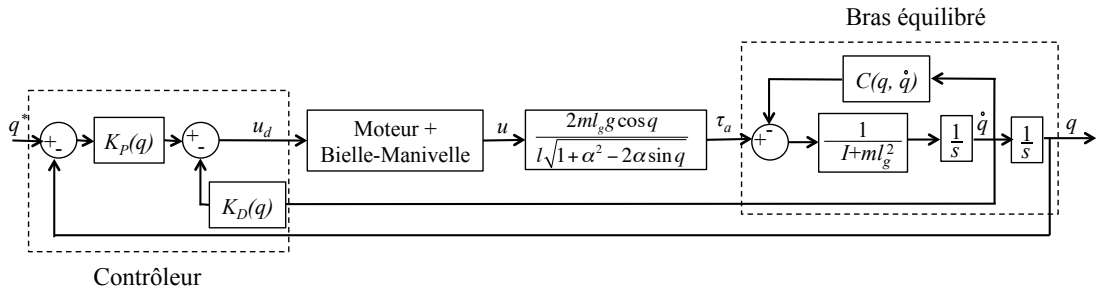 Bras équilibré
C(q, q̊)
q*
+
-
K_P(q)
+
-
u_d
Moteur +
Bielle-Manivelle
u
2ml_g g cos q
l√1+α²−2α sin q
τ_a
-
+
1
I+ml_g²
1
s
q̊
1
s
q
K_D(q)
Contrôleur